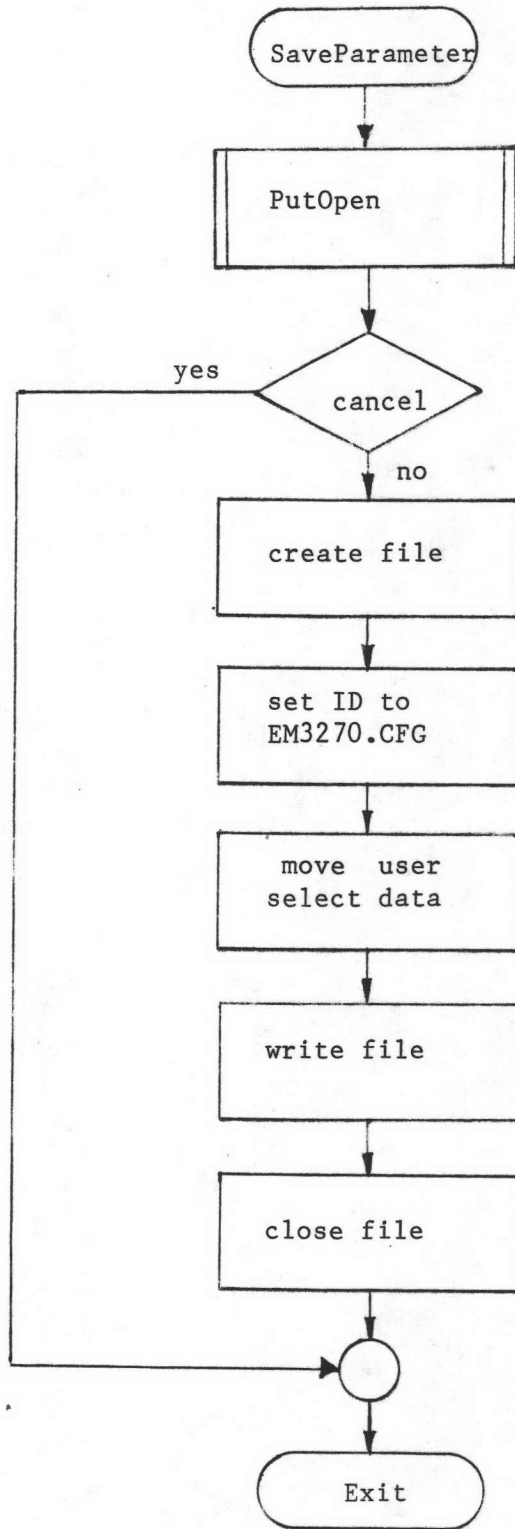 SaveParameter
PutOpen
yes
cancel
no
create file
set ID to
EM3270.CFG
move user
select data
write file
close file
Exit